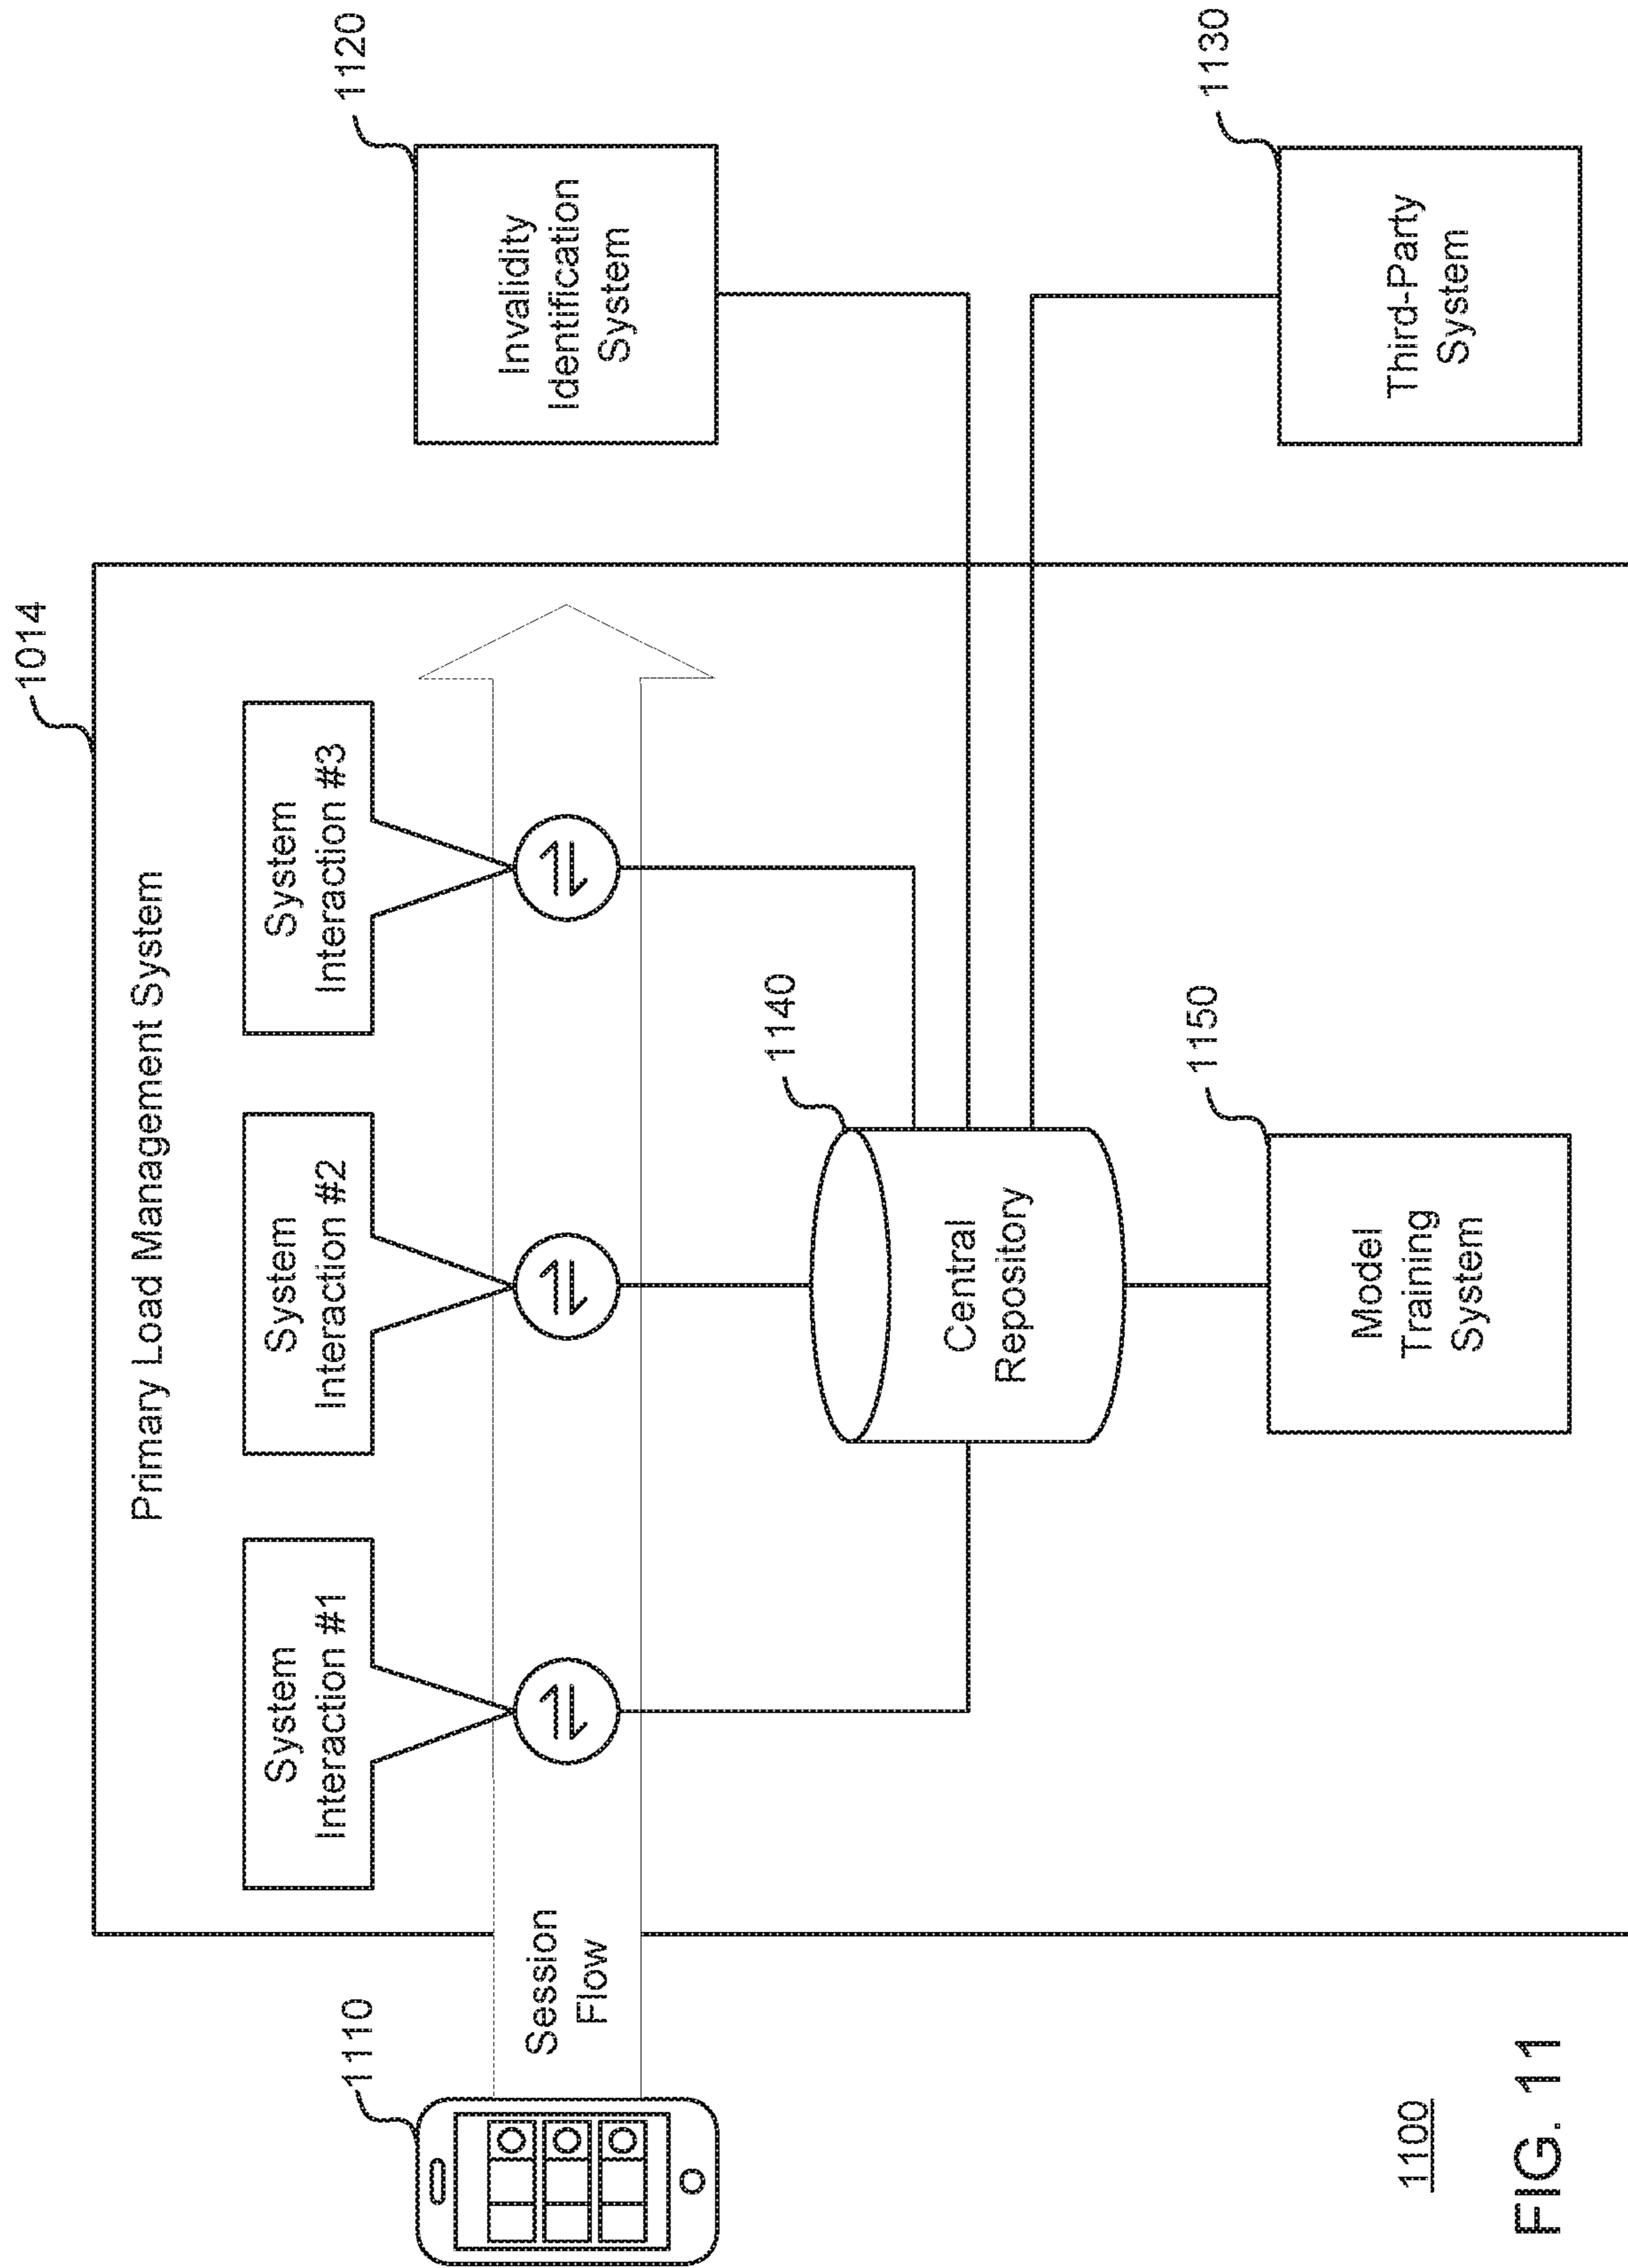 1014
Primary Load Management System
System
Interaction #1
System
Interaction #2
System
Interaction #3
1110
Session
Flow
1120
Invalidity
Identification
System
1140
Central
Repository
1150
Model
Training
System
1130
Third-Party
System
1100
FIG. 11